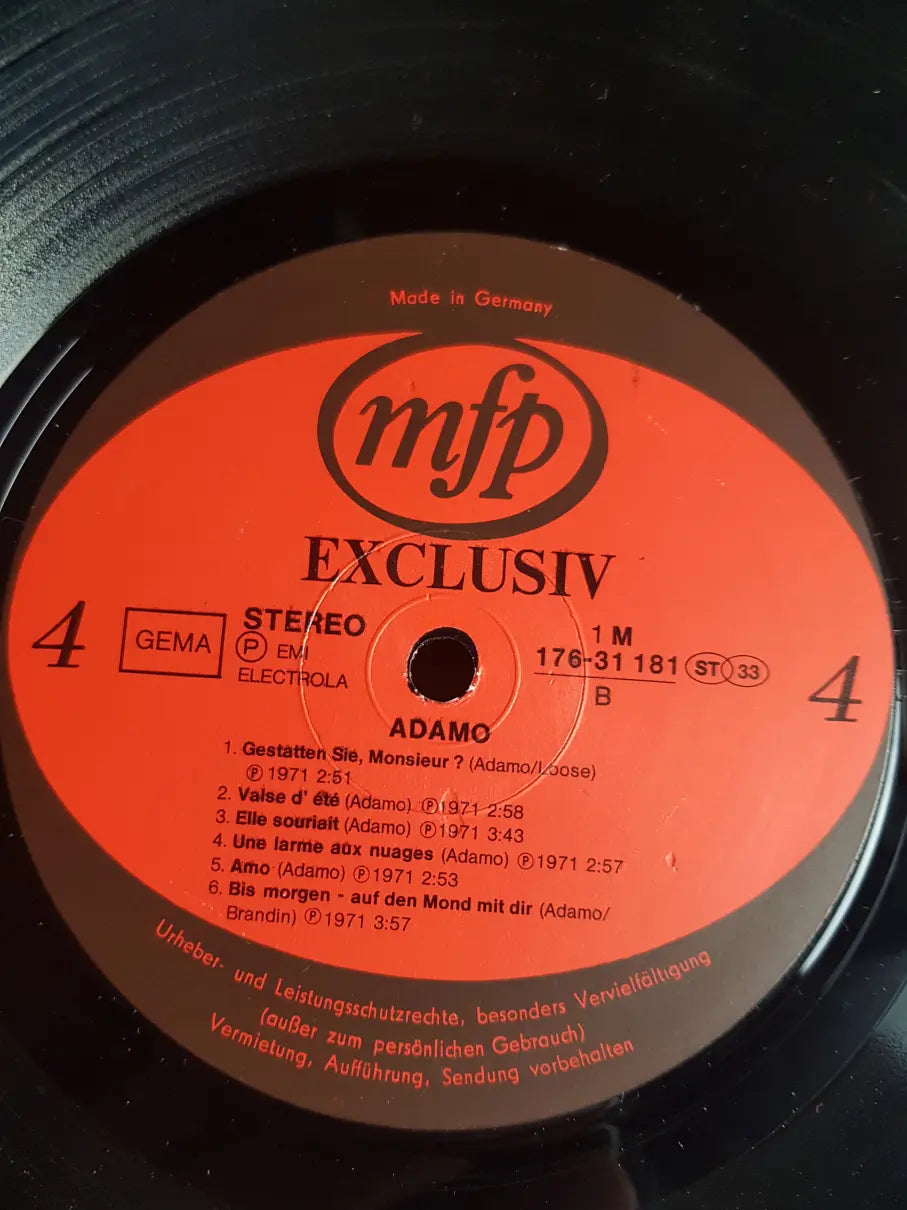 Made in Germany
mfp
EXCLUSIV
4
GEMA
STEREO
Ⓟ EMI
ELECTROLA
1 M
176-31 181 ST 33
B
4
ADAMO
1. Gestatten Sie, Monsieur ? (Adamo/Loose)
Ⓟ 1971 2:51
2. Valse d' été (Adamo) Ⓟ 1971 2:58
3. Elle souriait (Adamo) Ⓟ 1971 3:43
4. Une larme aux nuages (Adamo) Ⓟ 1971 2:57
5. Amo (Adamo) Ⓟ 1971 2:53
6. Bis morgen - auf den Mond mit dir (Adamo/
Brandin) Ⓟ 1971 3:57
Urheber- und Leistungsschutzrechte, besonders Vervielfältigung
(außer zum persönlichen Gebrauch)
Vermietung, Aufführung, Sendung vorbehalten